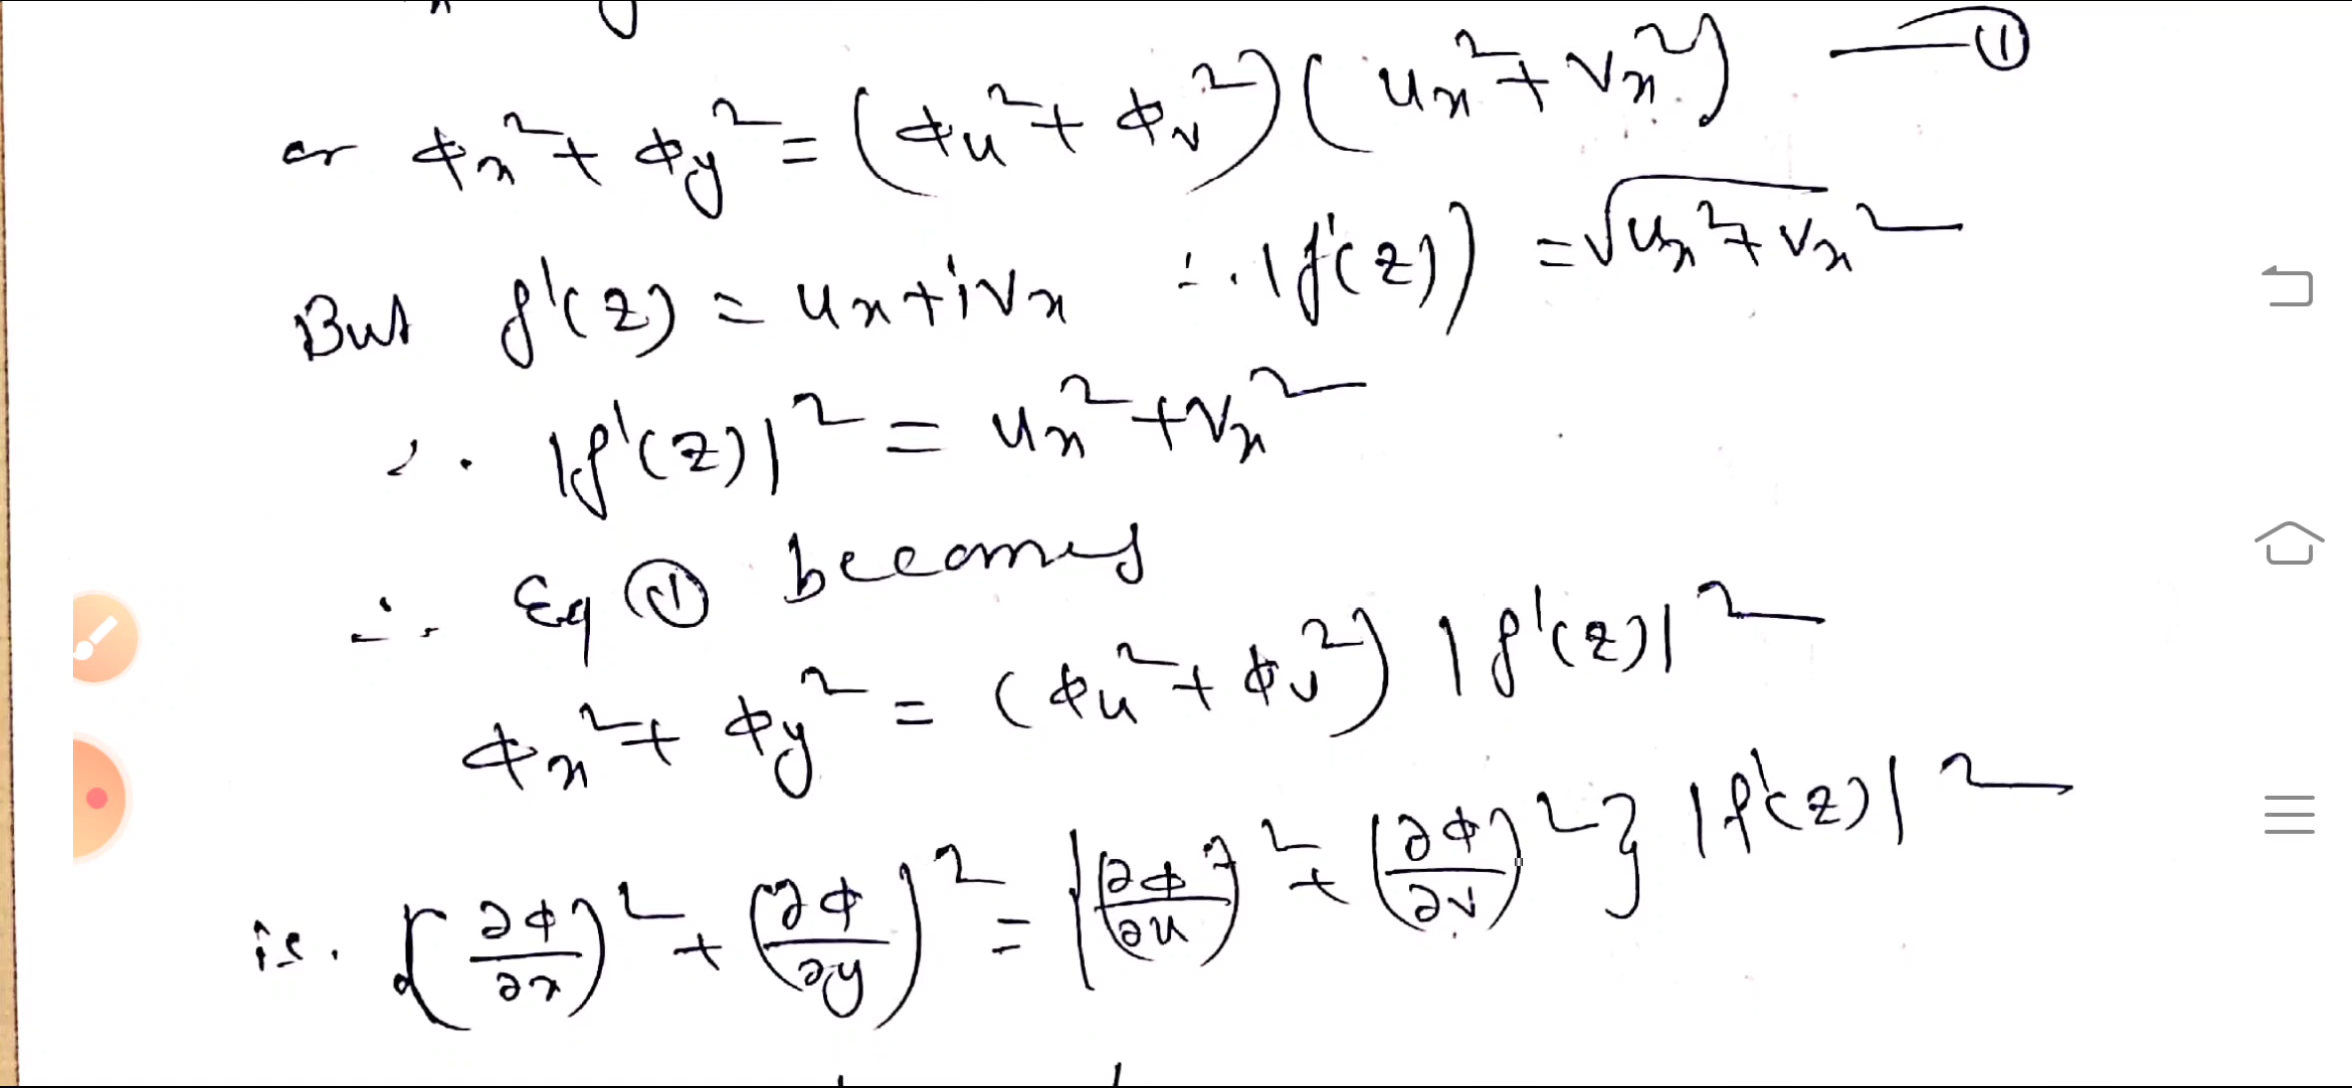 or ϕx² + ϕy² = (ϕu² + ϕv²)(ux² + vx²) — ①
But f'(z) = ux + ivx ∴ |f'(z)| = √ux² + vx²
∴ |f'(z)|² = ux² + vx²
∴ Eq ① becomes
ϕx² + ϕy² = (ϕu² + ϕv²) |f'(z)|²
ie. (∂ϕ/∂x)² + (∂ϕ/∂y)² = {(∂ϕ/∂u)² + (∂ϕ/∂v)²} |f'(z)|²